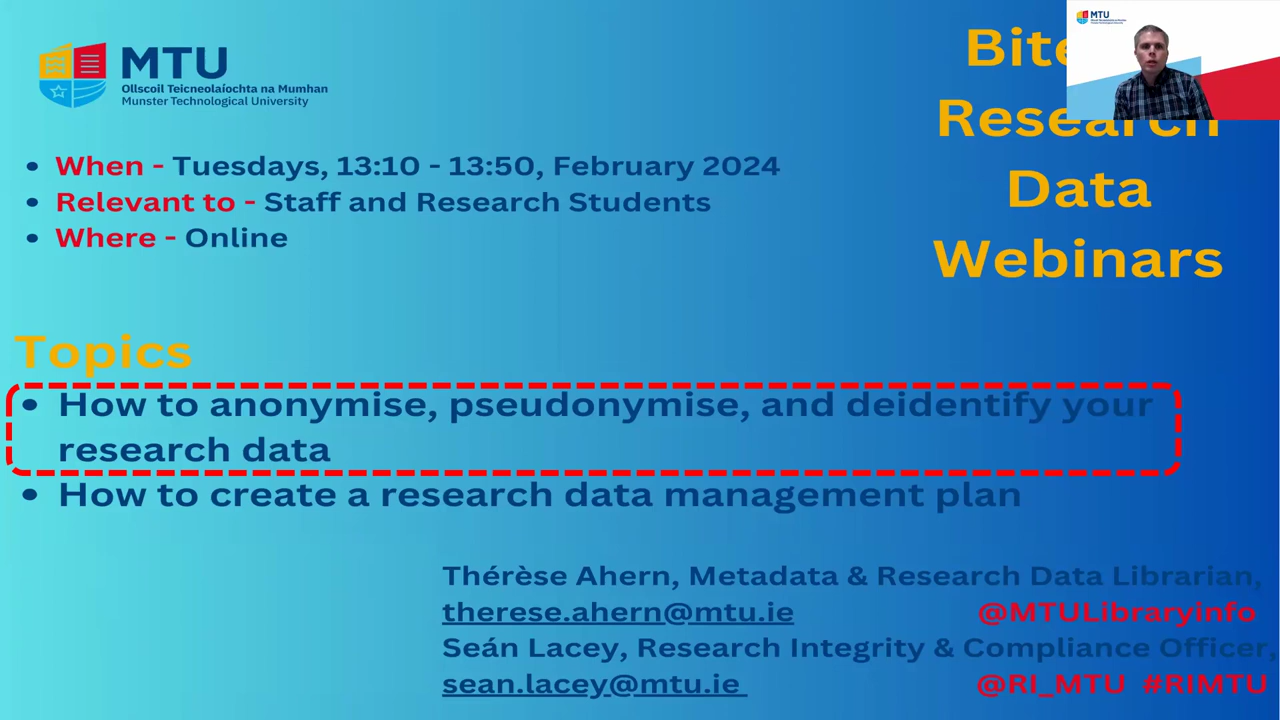 MTU
Ollscoil Teicneolaíochta na Mumhan
Munster Technological University
• When - Tuesdays, 13:10 - 13:50, February 2024
• Relevant to - Staff and Research Students
• Where - Online
Research
Data
Webinars
MTU
Topics
• How to anonymise, pseudonymise, and deidentify your
research data
• How to create a research data management plan
Thérèse Ahern, Metadata & Research Data Librarian,
therese.ahern@mtu.ie @MTULibraryinfo
Seán Lacey, Research Integrity & Compliance Officer,
sean.lacey@mtu.ie @RI_MTU #RIMTU